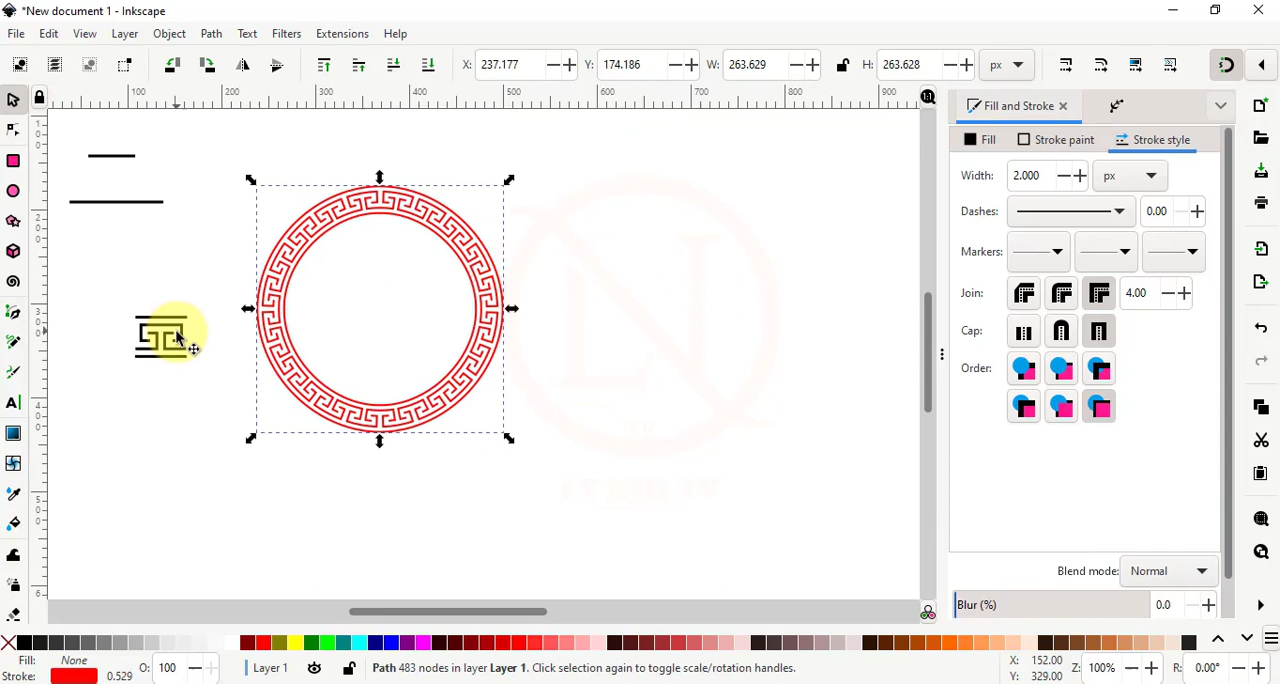 *New document 1 - Inkscape
File Edit View Layer Object Path Text Filters Extensions Help
X: 237.177 Y: 174.186 W: 263.629 H: 263.628 px
100 200 300 400 500 600 700 800 900
Fill and Stroke
Fill Stroke paint Stroke style
Width: 2.000 px
Dashes: 0.00
Markers:
Join: 4.00
Cap:
Order:
Blend mode: Normal
Blur (%) 0.0
Fill: None
Stroke: 0.529
O: 100
Layer 1
Path 483 nodes in layer Layer 1. Click selection again to toggle scale/rotation handles.
X: 152.00
Y: 329.00
Z: 100%
R: 0.00°